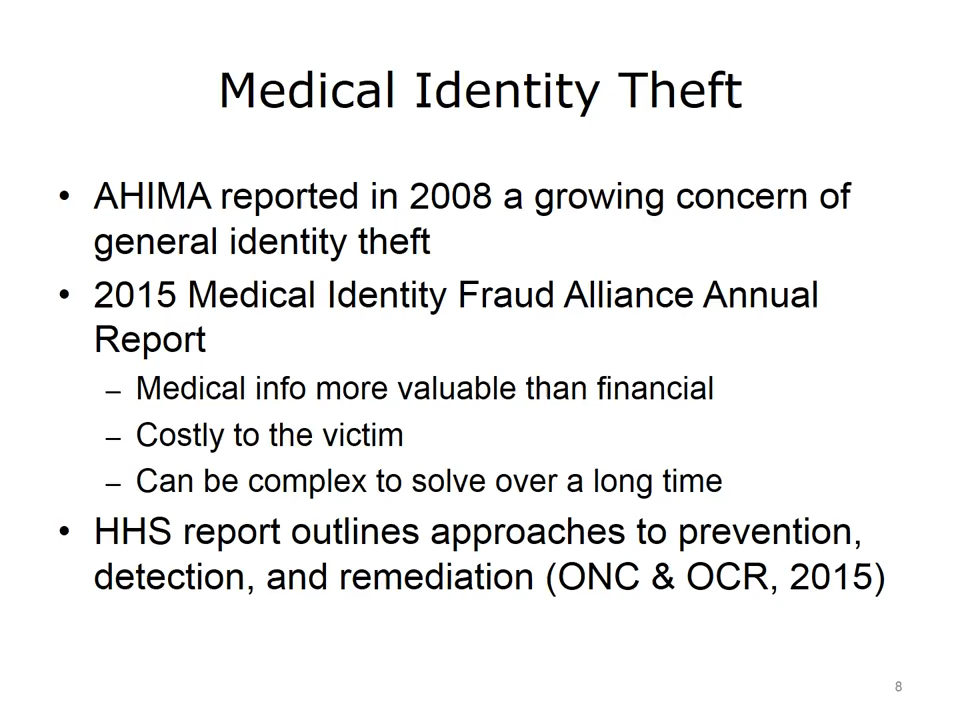 Medical Identity Theft
• AHIMA reported in 2008 a growing concern of
general identity theft
• 2015 Medical Identity Fraud Alliance Annual
Report
– Medical info more valuable than financial
– Costly to the victim
– Can be complex to solve over a long time
• HHS report outlines approaches to prevention,
detection, and remediation (ONC & OCR, 2015)
8